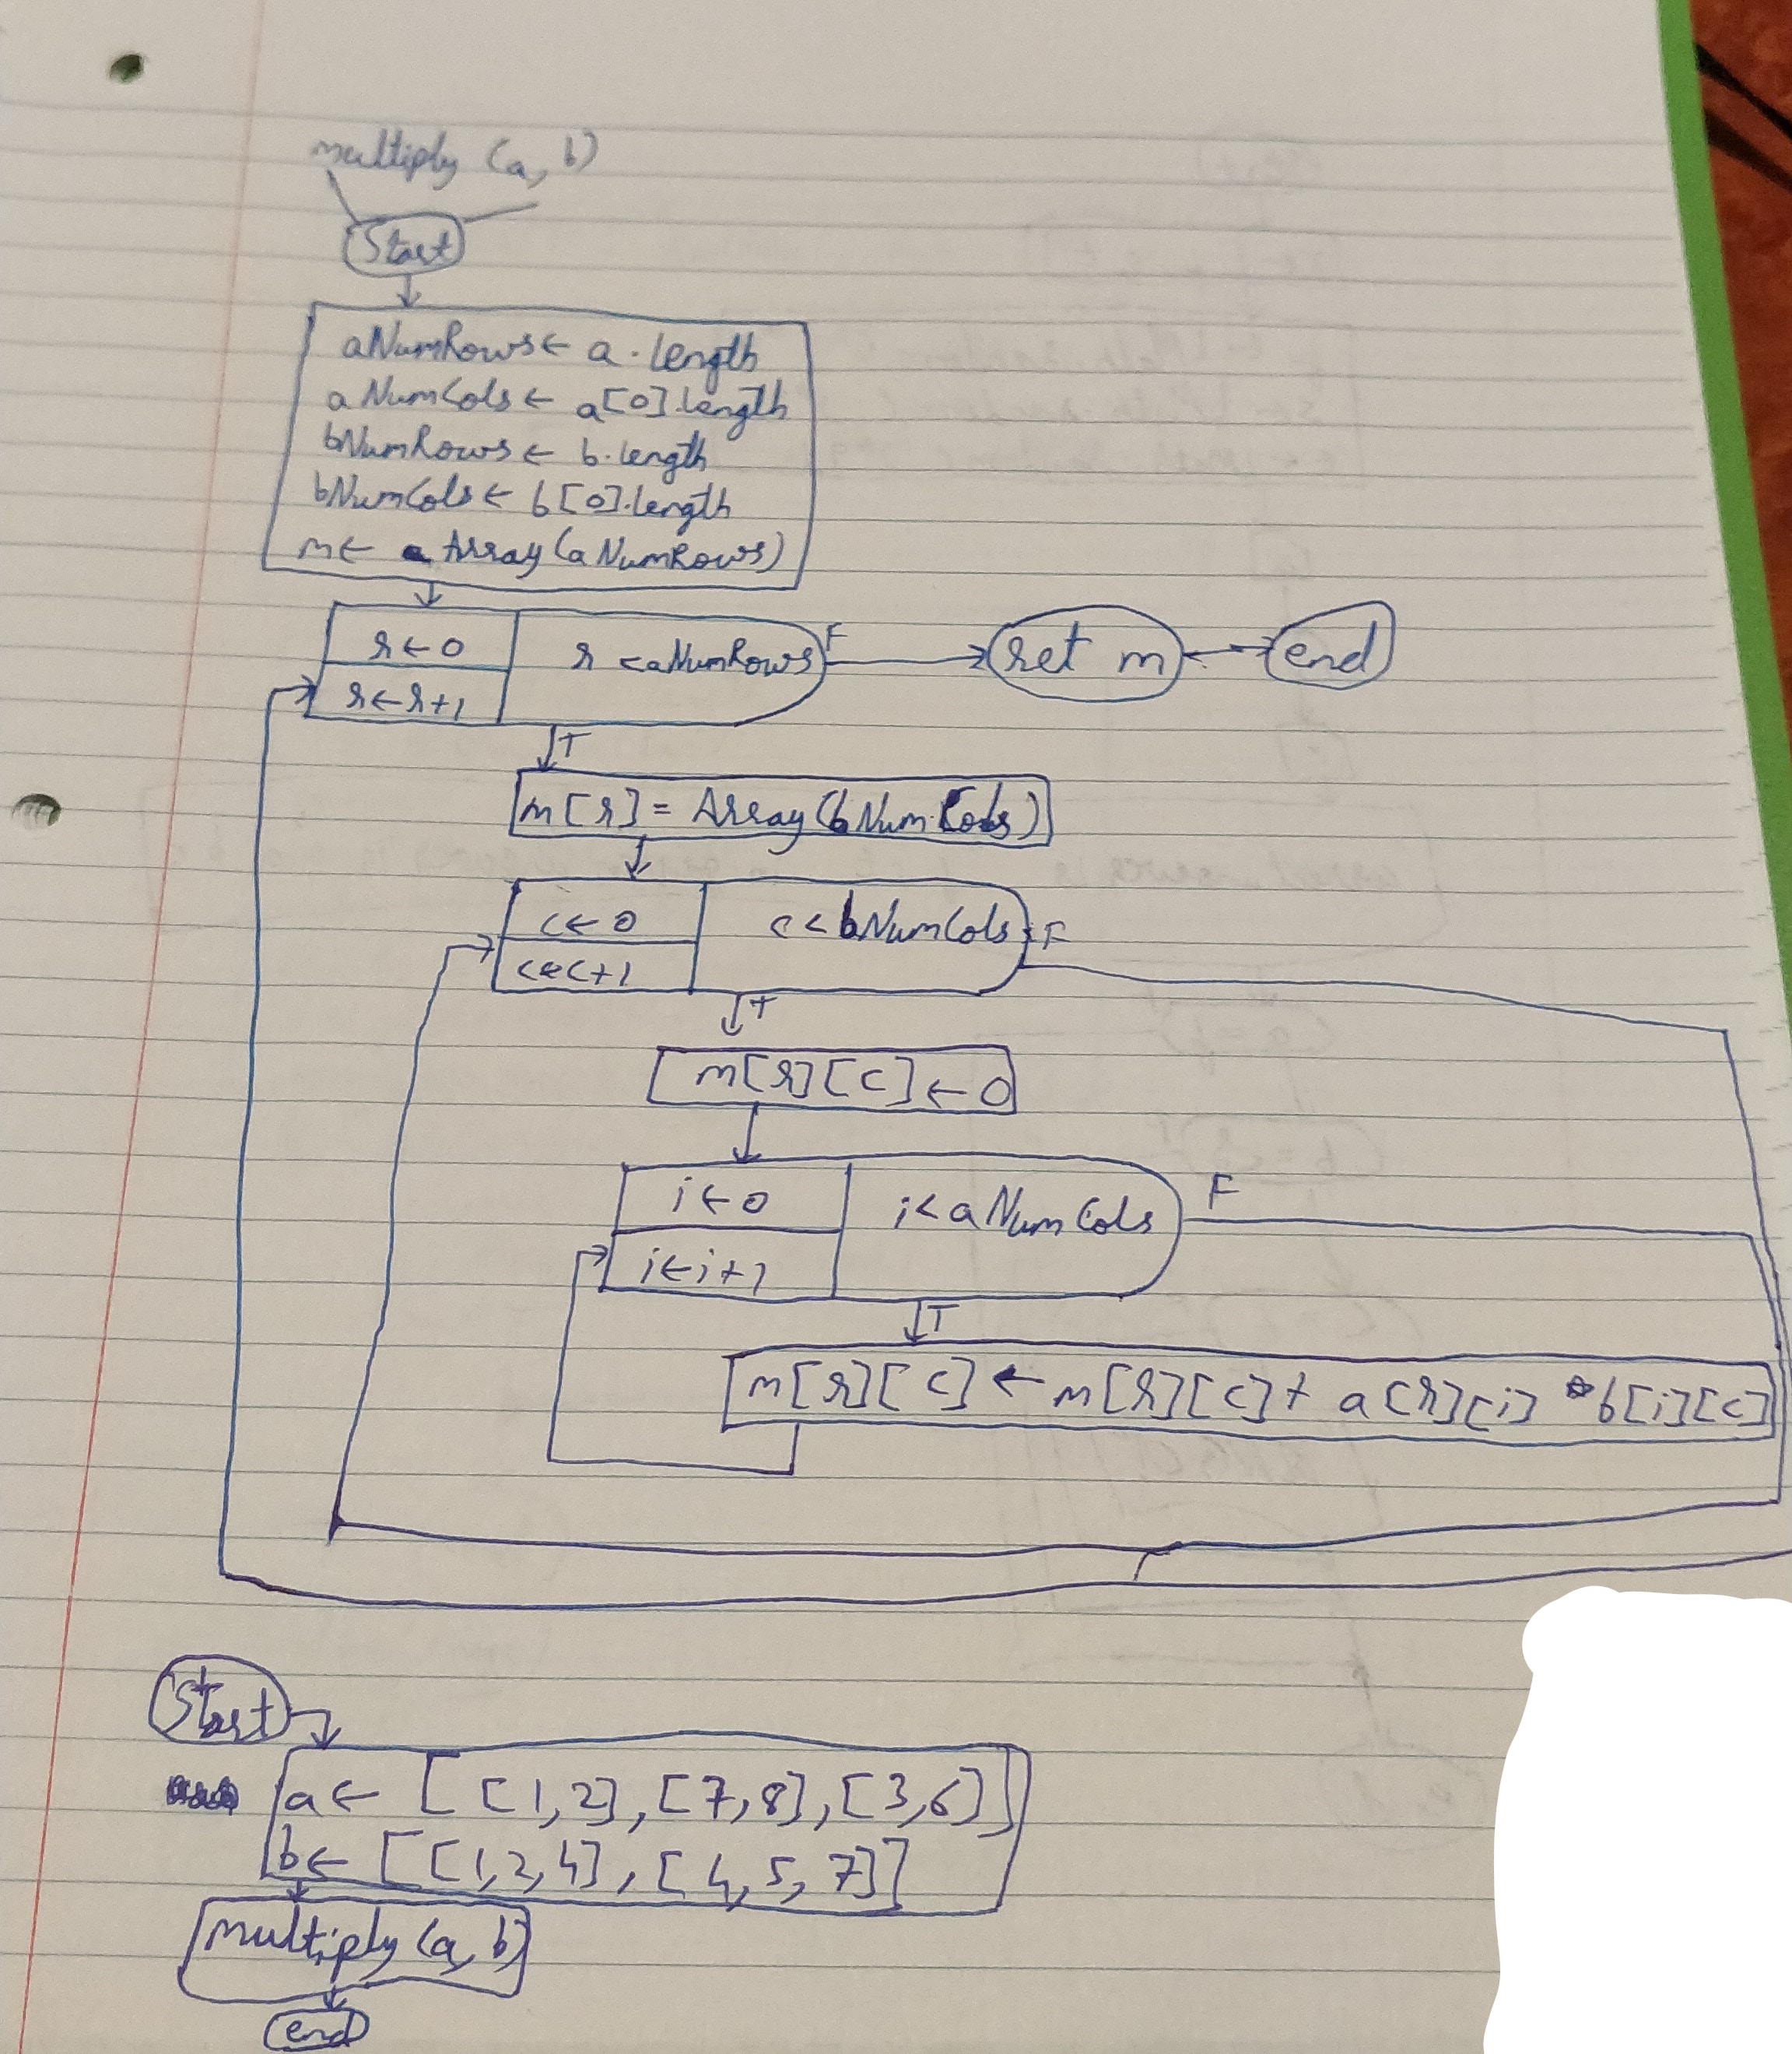 multiply (a, b)
Start
aNumRows ← a.length
aNumCols ← a[0].length
bNumRows ← b.length
bNumCols ← b[0].length
m ← Array(aNumRows)
r ← 0
r < aNumRows
F
ret m
end
r ← r+1
T
m[r] = Array(bNumCols)
c ← 0
c < bNumCols
F
c ← c+1
T
m[r][c] ← 0
i ← 0
i < aNumCols
F
i ← i+1
T
m[r][c] ← m[r][c] + a[r][i] * b[i][c]
Start
a ← [[1,2],[7,8],[3,6]]
b ← [[1,2,4],[4,5,7]]
multiply (a, b)
end